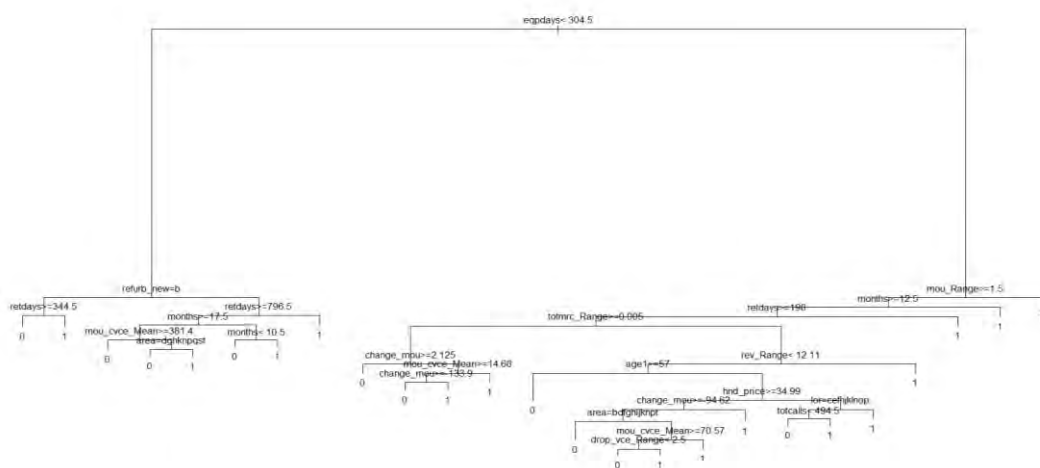 eqpdays< 304.5
refurb_new=b
mou_Range>=1.5
retdays>=344.5
retdays>=796.5
months>=12.5
months>=17.5
retdays>=190
totmrc_Range>=0.005
mou_cvce_Mean>=381.4
months< 10.5
area=dghknpqst
0 1 1 1 1
0 0 1 0 1
change_mou>=2.125
rev_Range< 12.11
mou_cvce_Mean>=14.68
age1>=57
change_mou>=-133.9
0 1 1
0 1
0 1
hnd_price>=34.99
change_mou>=-94.62
lor=cefhjklnop
area=bdfghijknpt
totcalls< 494.5
1 1
0 1
mou_cvce_Mean>=70.57
0
drop_vce_Range< 2.5
1
0 1